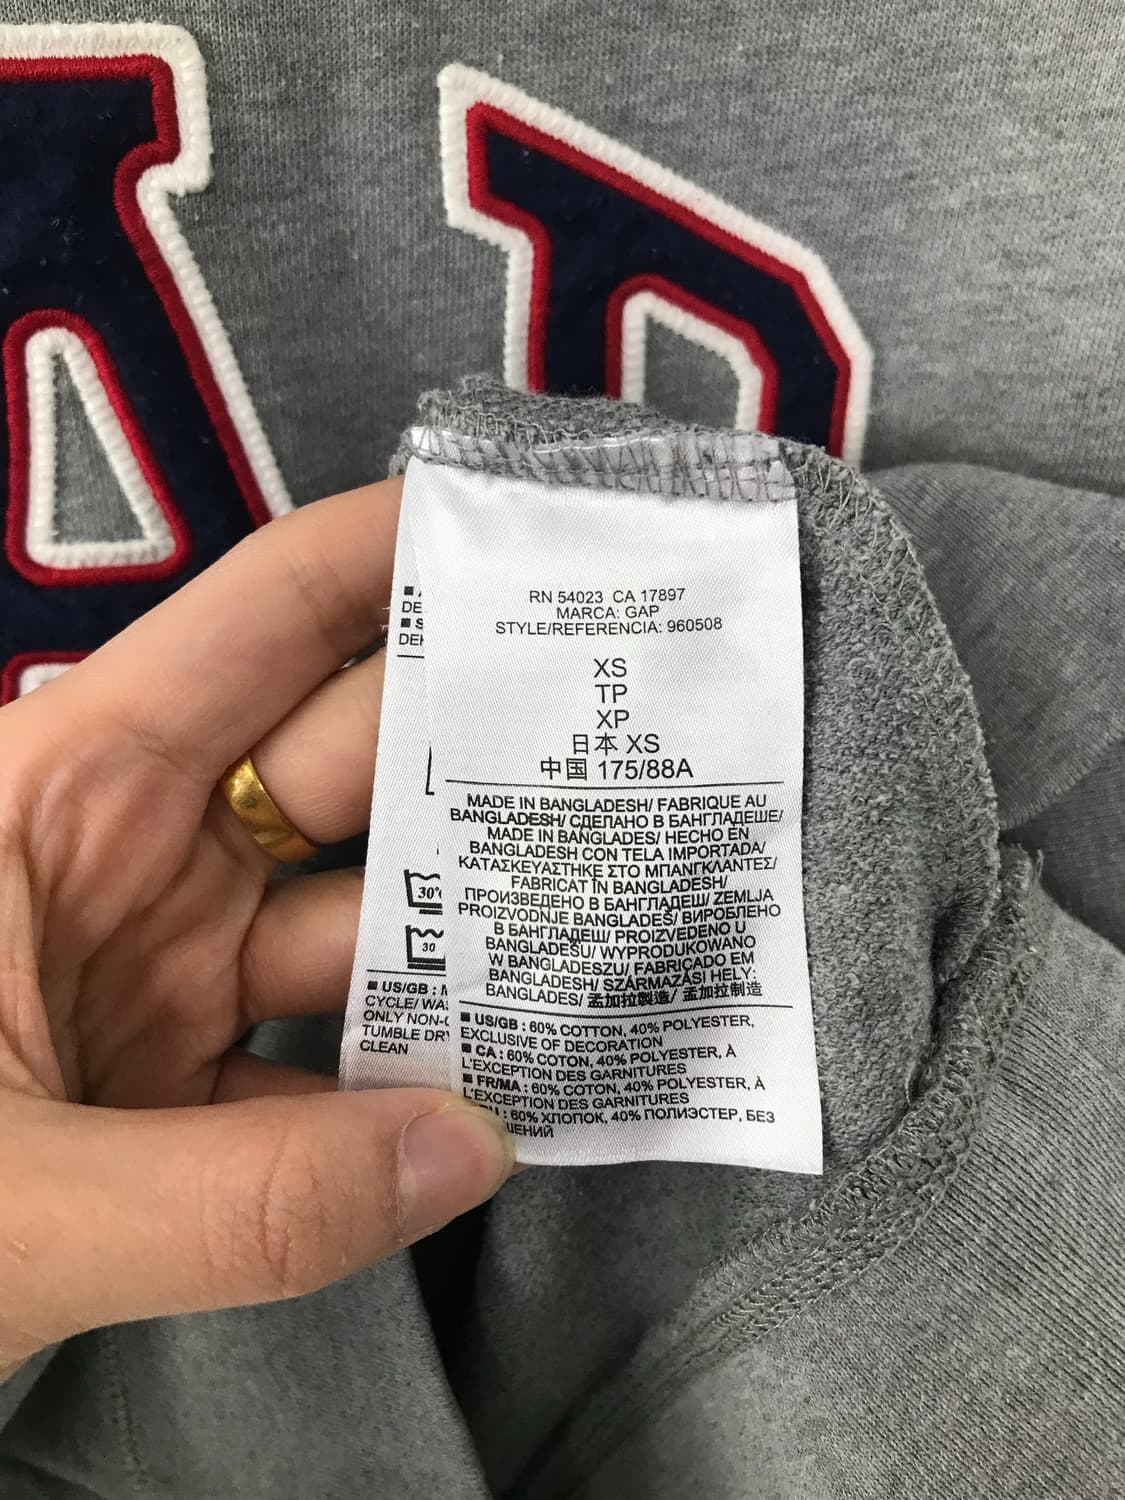 RN 54023 CA 17897
MARCA: GAP
STYLE/REFERENCIA: 960508
XS
TP
XP
日本 XS
中国 175/88A
MADE IN BANGLADESH/ FABRIQUE AU
BANGLADESH/ СДЕЛАНО В БАНГЛАДЕШЕ/
MADE IN BANGLADES/ HECHO EN
BANGLADESH CON TELA IMPORTADA/
ΚΑΤΑΣΚΕΥΑΣΤΗΚΕ ΣΤΟ ΜΠΑΝΓΚΛΑΝΤΕΣ/
FABRICAT ÎN BANGLADESH/
ПРОИЗВЕДЕНО В БАНГЛАДЕШ/ ZEMLJA
PROIZVODNJE BANGLADEŠ/ ВИРОБЛЕНО
В БАНГЛАДЕШ/ PROIZVEDENO U
BANGLADEŠU/ WYPRODUKOWANO
W BANGLADESZU/ FABRICADO EM
BANGLADESH/ SZÁRMAZÁSI HELY:
BANGLADES/ 孟加拉製造/ 孟加拉制造
US/GB : 60% COTTON, 40% POLYESTER,
EXCLUSIVE OF DECORATION
CA : 60% COTON, 40% POLYESTER, À
L'EXCEPTION DES GARNITURES
FR/MA : 60% COTON, 40% POLYESTER, À
L'EXCEPTION DES GARNITURES
: 60% ХЛОПОК, 40% ПОЛИЭСТЕР, БЕЗ
DE
DE
30°
30
US/GB :
CYCLE/
ONLY
TUMBLE
CLEAN
A